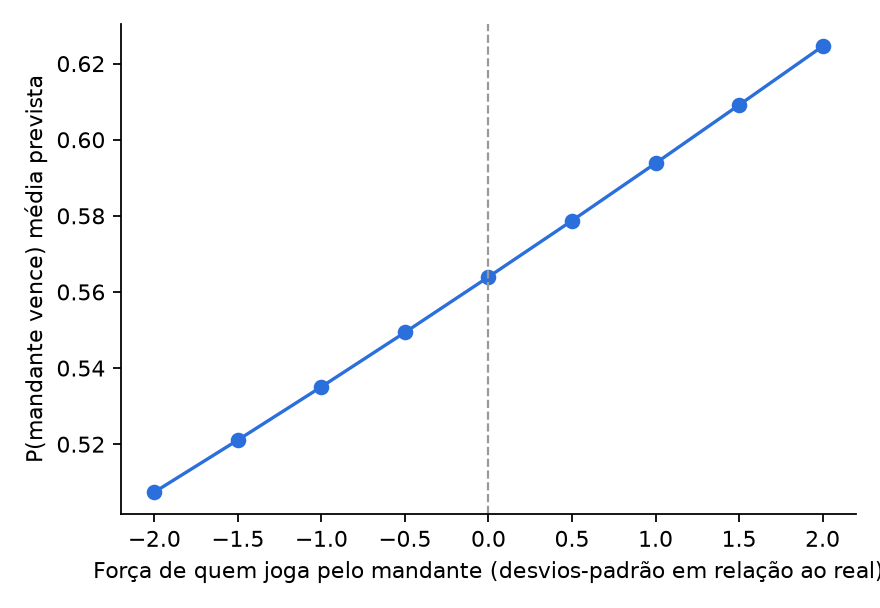 P(mandante vence) média prevista
0.62
0.60
0.58
0.56
0.54
0.52
−2.0 −1.5 −1.0 −0.5 0.0 0.5 1.0 1.5 2.0
Força de quem joga pelo mandante (desvios-padrão em relação ao real)